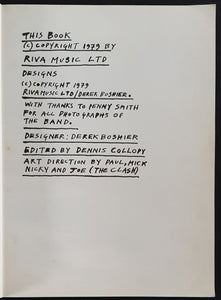 THIS BOOK
(C) COPYRIGHT 1979 BY
RIVA MUSIC LTD
DESIGNS
(C) COPYRIGHT 1979
RIVA MUSIC LTD/DEREK BOSHIER.
WITH THANKS TO PENNY SMITH
FOR ALL PHOTOGRAPHS OF
THE BAND.
DESIGNER: DEREK BOSHIER
EDITED BY DENNIS COLLOPY
ART DIRECTION BY PAUL, MICK
NICKY AND JOE (THE CLASH)